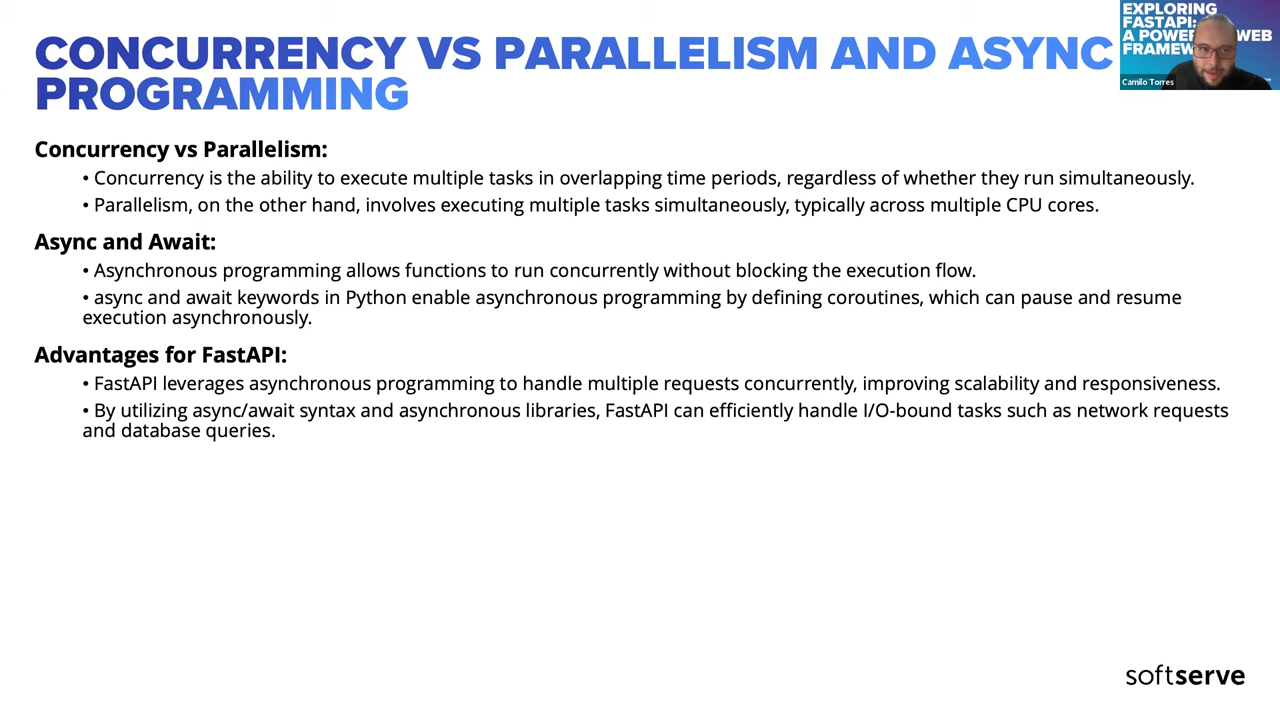 CONCURRENCY VS PARALLELISM AND ASYNC
PROGRAMMING
EXPLORING
FASTAPI:
A POWER WEB
FRAMEW
Camilo Torres
Concurrency vs Parallelism:
• Concurrency is the ability to execute multiple tasks in overlapping time periods, regardless of whether they run simultaneously.
• Parallelism, on the other hand, involves executing multiple tasks simultaneously, typically across multiple CPU cores.
Async and Await:
• Asynchronous programming allows functions to run concurrently without blocking the execution flow.
• async and await keywords in Python enable asynchronous programming by defining coroutines, which can pause and resume
execution asynchronously.
Advantages for FastAPI:
• FastAPI leverages asynchronous programming to handle multiple requests concurrently, improving scalability and responsiveness.
• By utilizing async/await syntax and asynchronous libraries, FastAPI can efficiently handle I/O-bound tasks such as network requests
and database queries.
softserve